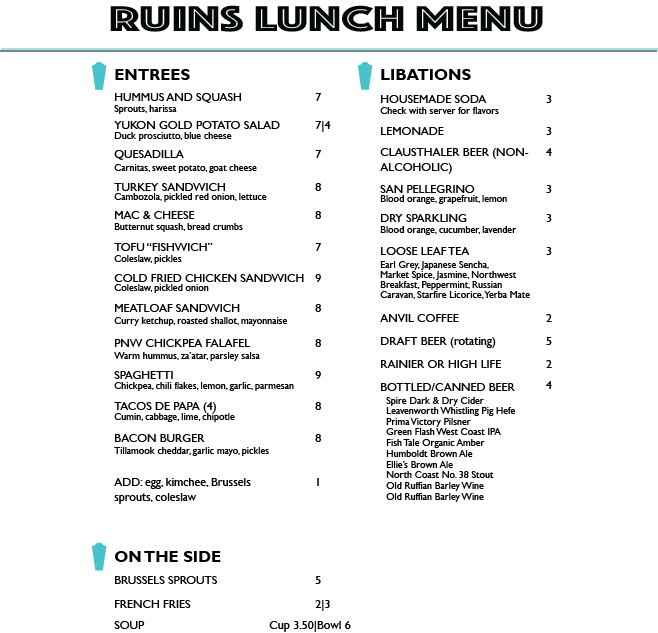 RUINS LUNCH MENU
ENTREES
HUMMUS AND SQUASH 7
Sprouts, harissa
YUKON GOLD POTATO SALAD 7|4
Duck prosciutto, blue cheese
QUESADILLA 7
Carnitas, sweet potato, goat cheese
TURKEY SANDWICH 8
Cambozola, pickled red onion, lettuce
MAC & CHEESE 8
Butternut squash, bread crumbs
TOFU “FISHWICH” 7
Coleslaw, pickles
COLD FRIED CHICKEN SANDWICH 9
Coleslaw, pickled onion
MEATLOAF SANDWICH 8
Curry ketchup, roasted shallot, mayonnaise
PNW CHICKPEA FALAFEL 8
Warm hummus, za’atar, parsley salsa
SPAGHETTI 9
Chickpea, chili flakes, lemon, garlic, parmesan
TACOS DE PAPA (4) 8
Cumin, cabbage, lime, chipotle
BACON BURGER 8
Tillamook cheddar, garlic mayo, pickles
ADD: egg, kimchee, Brussels 1
sprouts, coleslaw
ON THE SIDE
BRUSSELS SPROUTS 5
FRENCH FRIES 2|3
SOUP Cup 3.50|Bowl 6
LIBATIONS
HOUSEMADE SODA 3
Check with server for flavors
LEMONADE 3
CLAUSTHALER BEER (NON- 4
ALCOHOLIC)
SAN PELLEGRINO 3
Blood orange, grapefruit, lemon
DRY SPARKLING 3
Blood orange, cucumber, lavender
LOOSE LEAF TEA 3
Earl Grey, Japanese Sencha,
Market Spice, Jasmine, Northwest
Breakfast, Peppermint, Russian
Caravan, Starfire Licorice, Yerba Mate
ANVIL COFFEE 2
DRAFT BEER (rotating) 5
RAINIER OR HIGH LIFE 2
BOTTLED/CANNED BEER 4
Spire Dark & Dry Cider
Leavenworth Whistling Pig Hefe
Prima Victory Pilsner
Green Flash West Coast IPA
Fish Tale Organic Amber
Humboldt Brown Ale
Ellie’s Brown Ale
North Coast No. 38 Stout
Old Ruffian Barley Wine
Old Ruffian Barley Wine